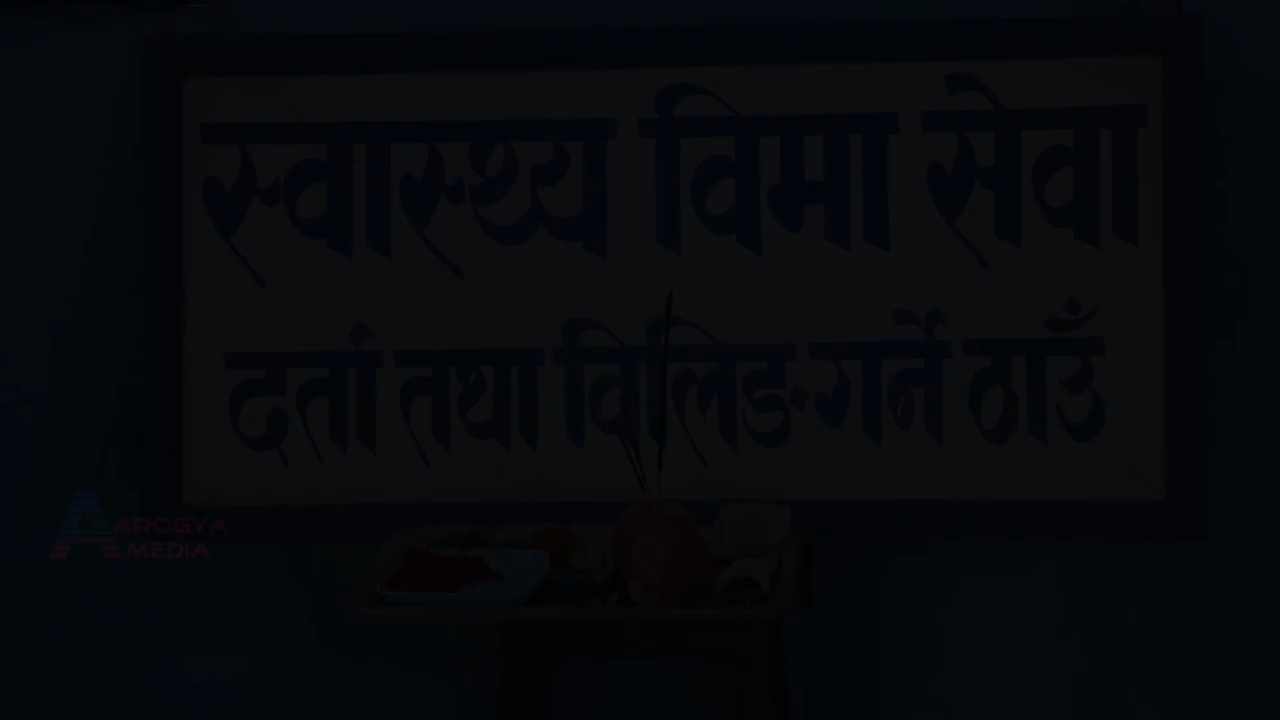 स्वास्थ्य विमा सेवा
दर्ता तथा विलिङ गर्ने ठाउँ
AROGYA
MEDIA